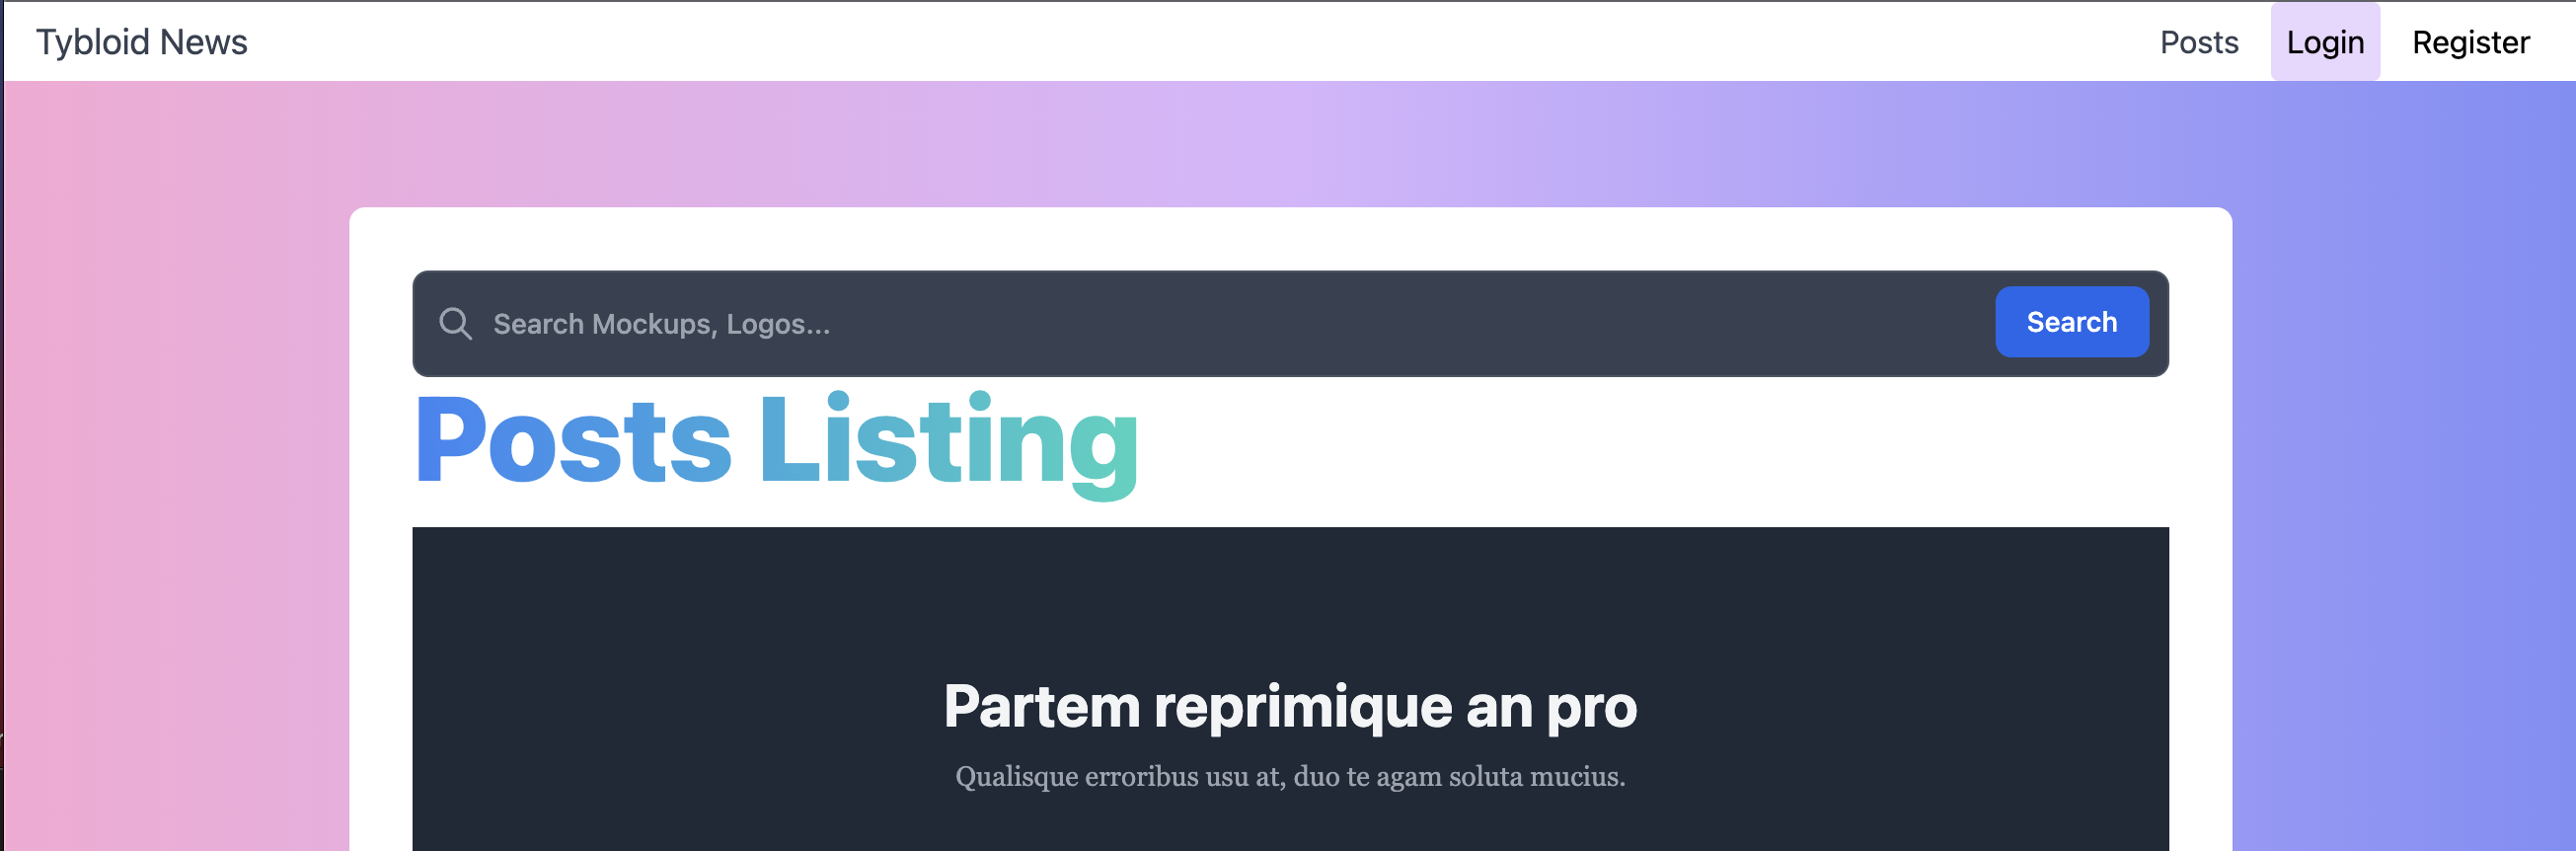 Tybloid News
Posts
Login
Register
Search Mockups, Logos...
Search
Posts Listing
Partem reprimique an pro
Qualisque erroribus usu at, duo te agam soluta mucius.